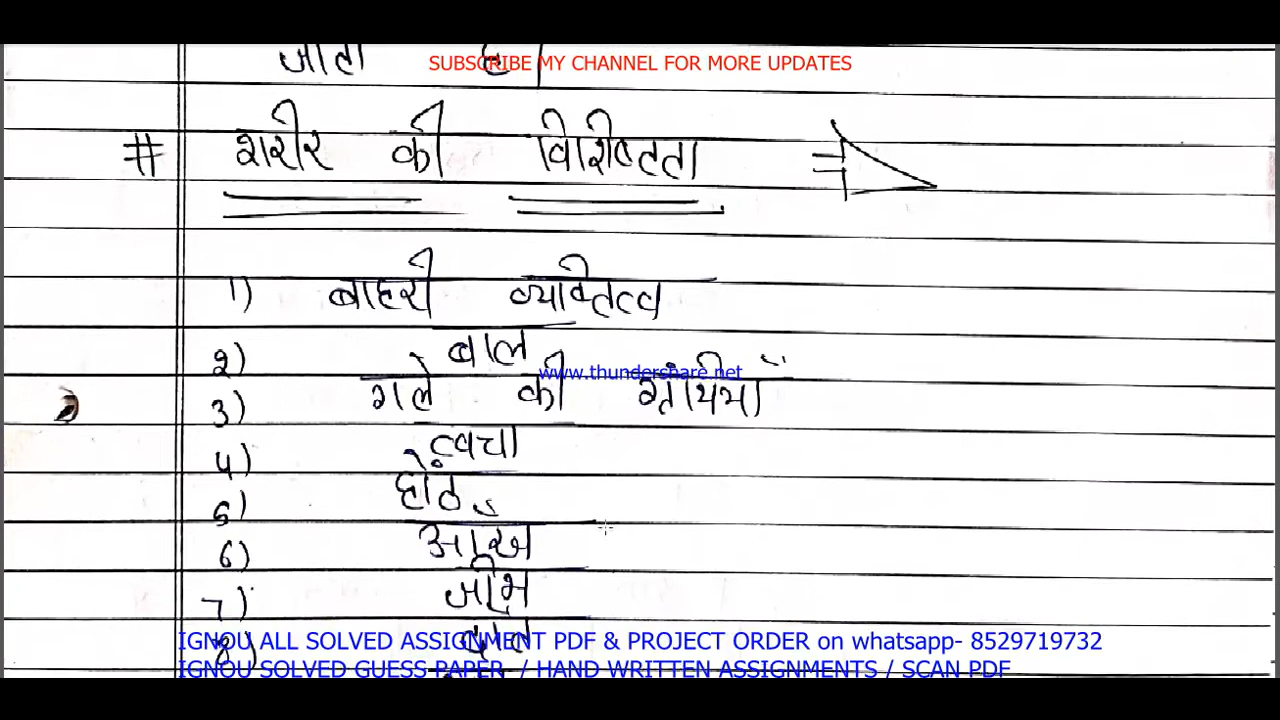 जाता है।
SUBSCRIBE MY CHANNEL FOR MORE UPDATES
# शरीर की विशिष्टता
1) बाहरी व्यक्तित्व
2) बाल
www.thundershare.net
3) गले की
4) त्वचा
5) होंठ
6) आँख
7) जीभ
8) दांत
IGNOU ALL SOLVED ASSIGNMENT PDF & PROJECT ORDER on whatsapp- 8529719732
IGNOU SOLVED GUESS PAPER / HAND WRITTEN ASSIGNMENTS / SCAN PDF